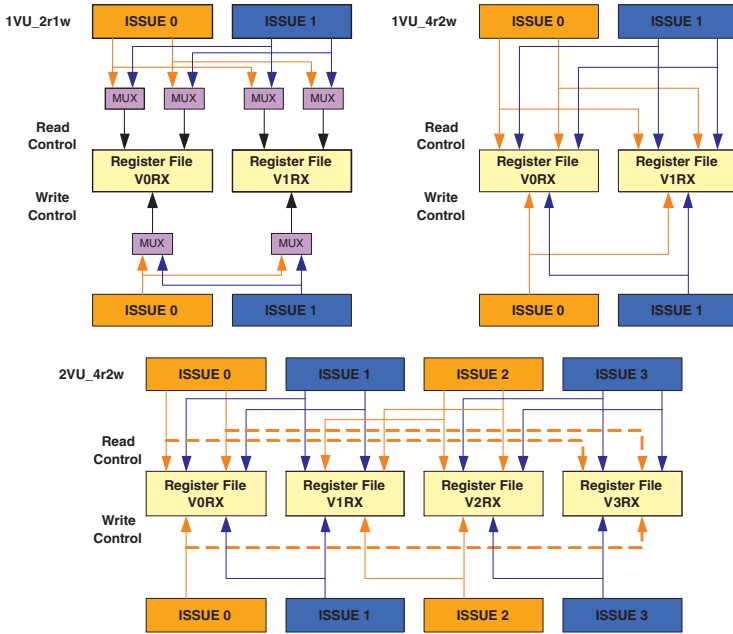 1VU_2r1w
ISSUE 0
ISSUE 1
MUX
MUX
MUX
MUX
Read
Control
Register File
V0RX
Register File
V1RX
Write
Control
MUX
MUX
ISSUE 0
ISSUE 1
1VU_4r2w
ISSUE 0
ISSUE 1
Read
Control
Register File
V0RX
Register File
V1RX
Write
Control
ISSUE 0
ISSUE 1
2VU_4r2w
ISSUE 0
ISSUE 1
ISSUE 2
ISSUE 3
Read
Control
Register File
V0RX
Register File
V1RX
Register File
V2RX
Register File
V3RX
Write
Control
ISSUE 0
ISSUE 1
ISSUE 2
ISSUE 3